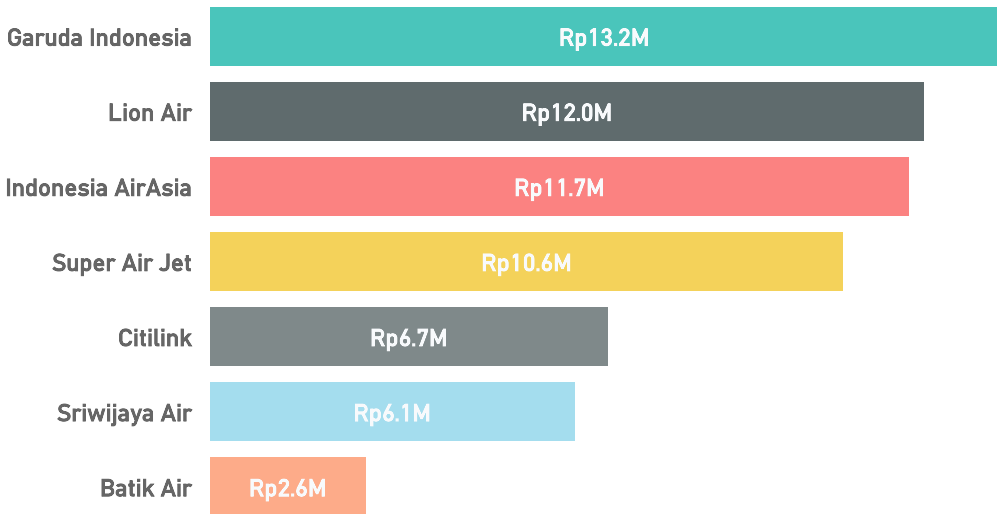 Garuda Indonesia Rp13.2M
Lion Air Rp12.0M
Indonesia AirAsia Rp11.7M
Super Air Jet Rp10.6M
Citilink Rp6.7M
Sriwijaya Air Rp6.1M
Batik Air Rp2.6M